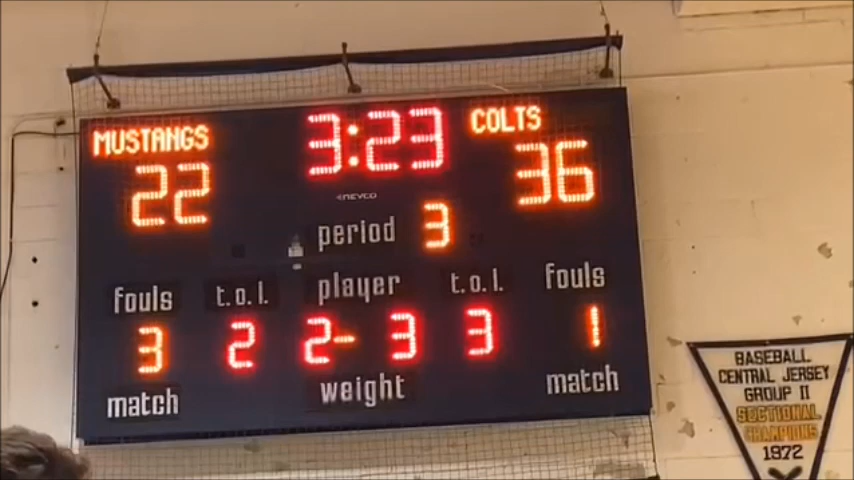 MUSTANGS 3:23 COLTS
22 36
NEVCO
period 3
fouls t.o.l. player t.o.l. fouls
3 2 2- 3 3 1
match weight match
BASEBALL
CENTRAL JERSEY
GROUP II
SECTIONAL
CHAMPIONS
1972